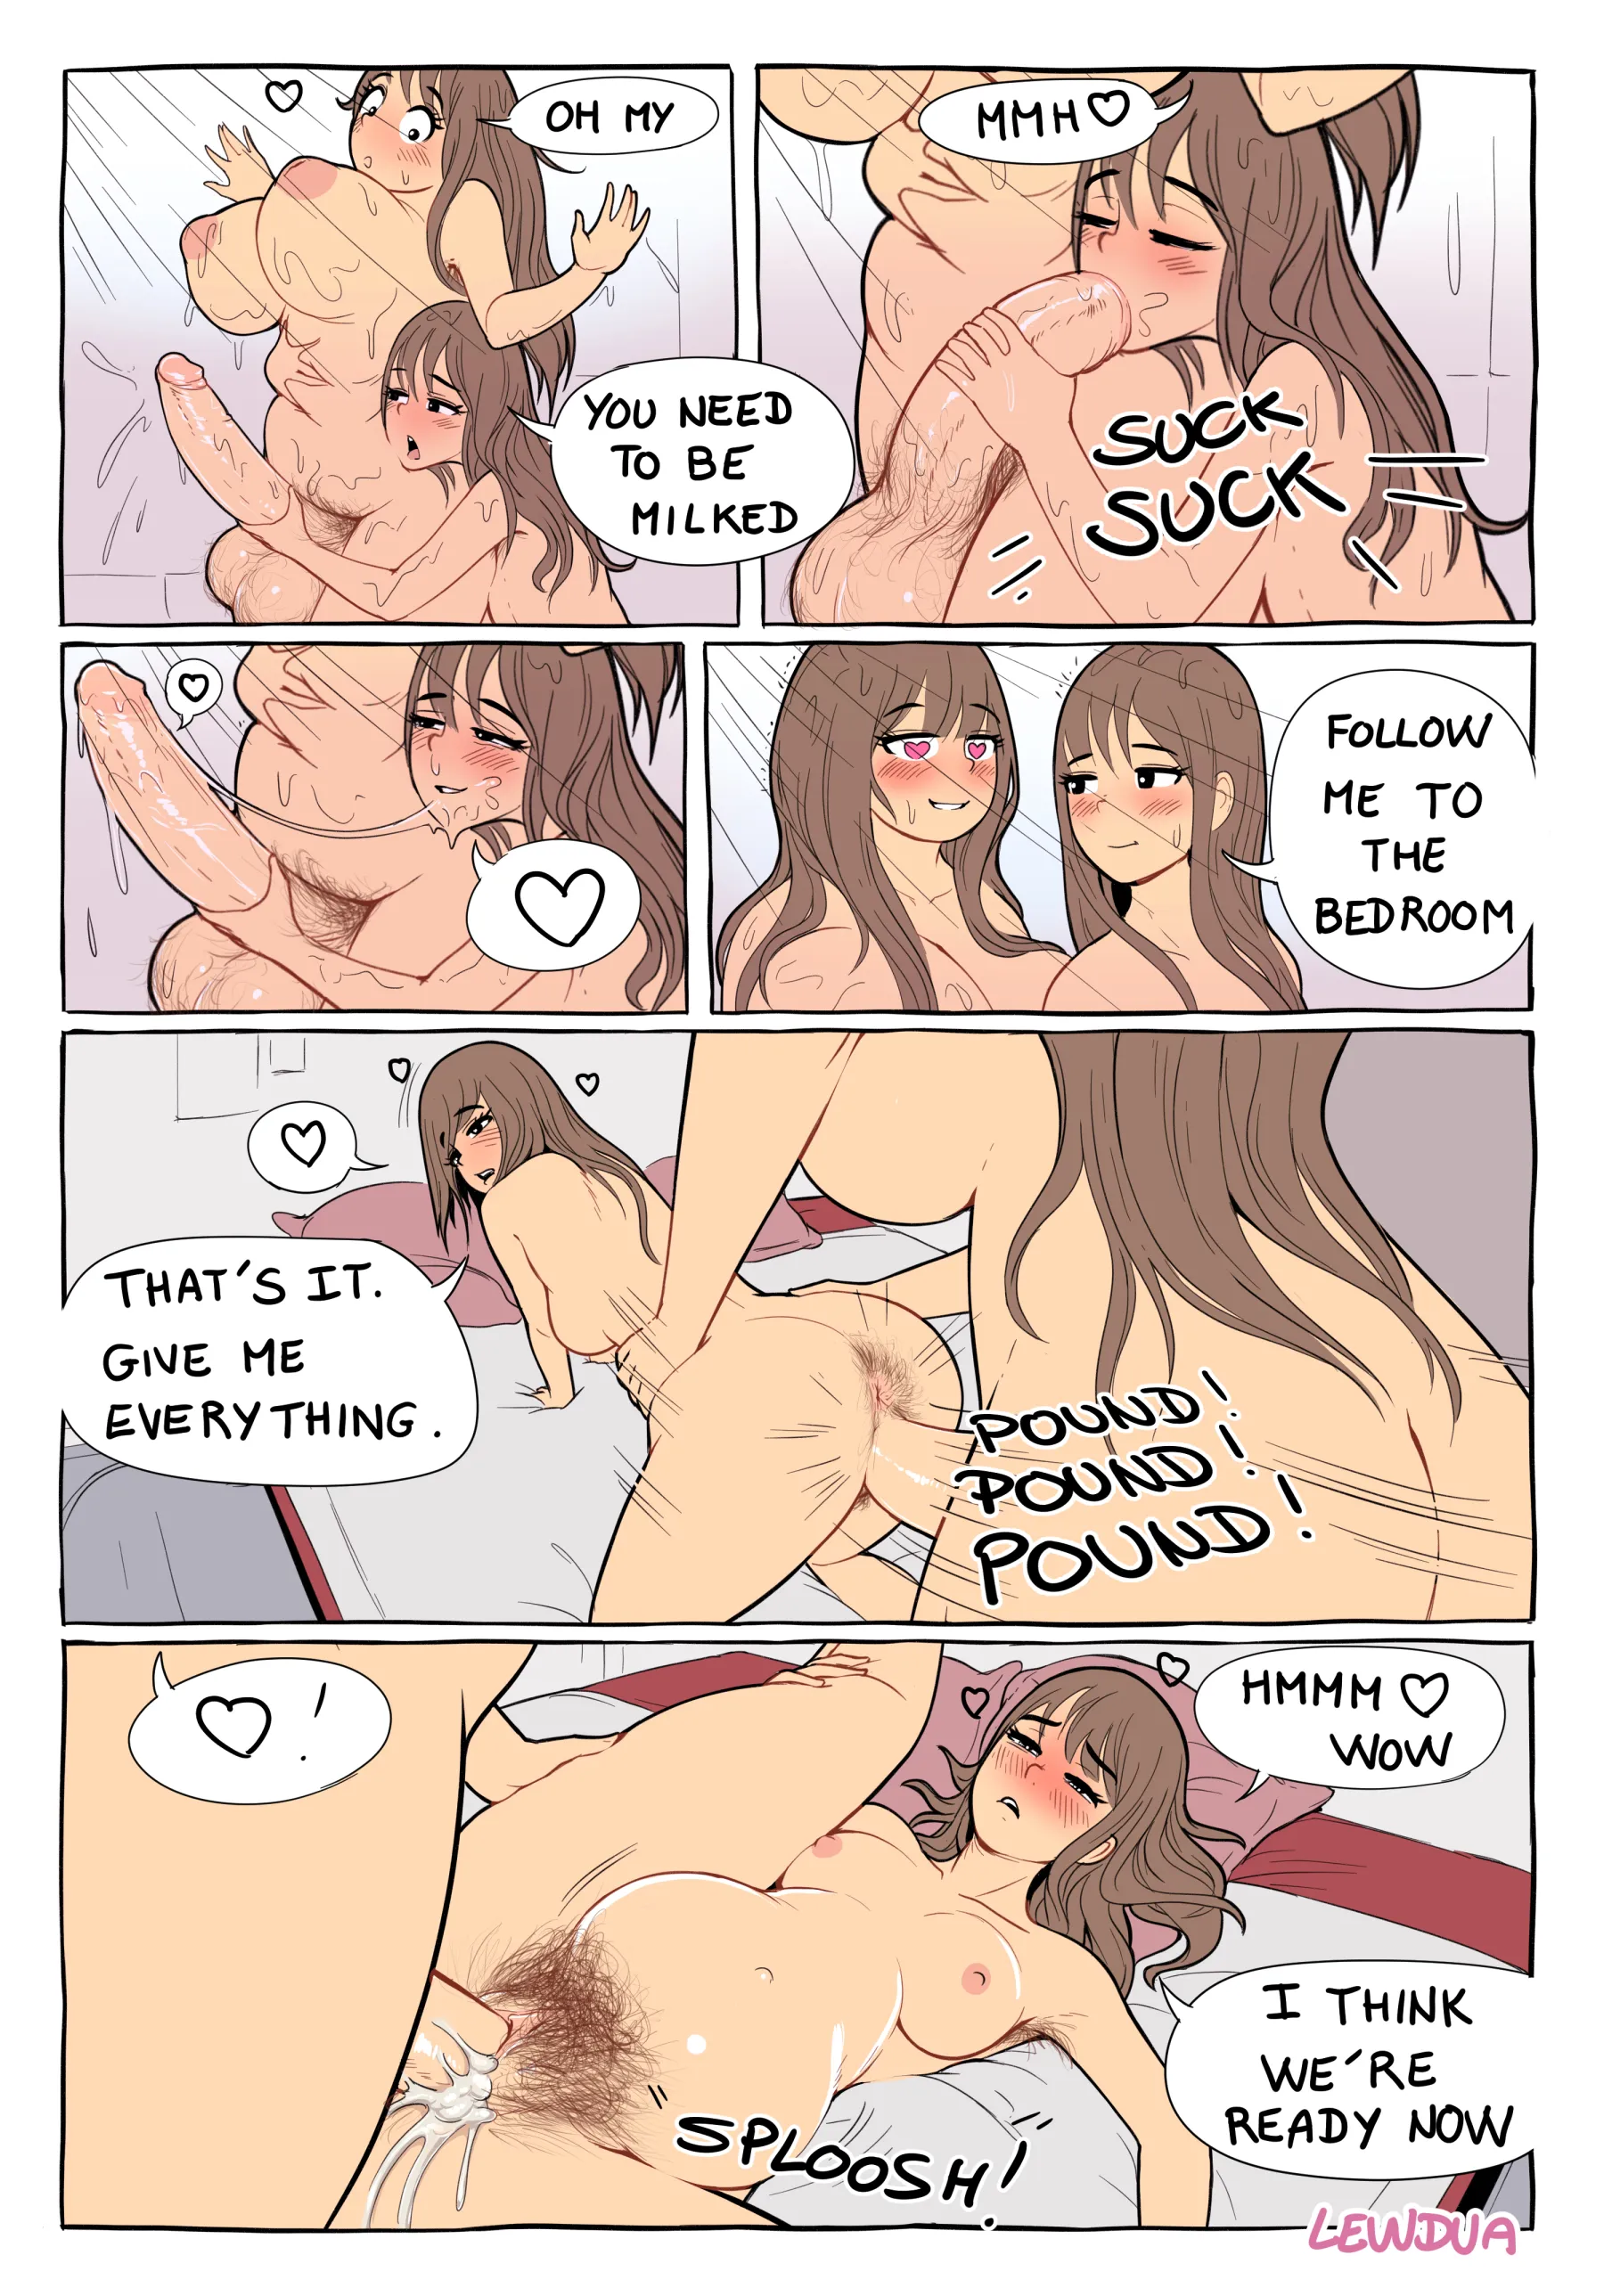 OH MY
YOU NEED
TO BE
MILKED
MMH♡
SUCK
SUCK
♡
♡
FOLLOW
ME TO
THE
BEDROOM
♡
THAT'S IT.
GIVE ME
EVERYTHING.
POUND!
POUND!
POUND!
♡!
HMMM♡
WOW
I THINK
WE'RE
READY NOW
SPLOOSH!
LEWDUA